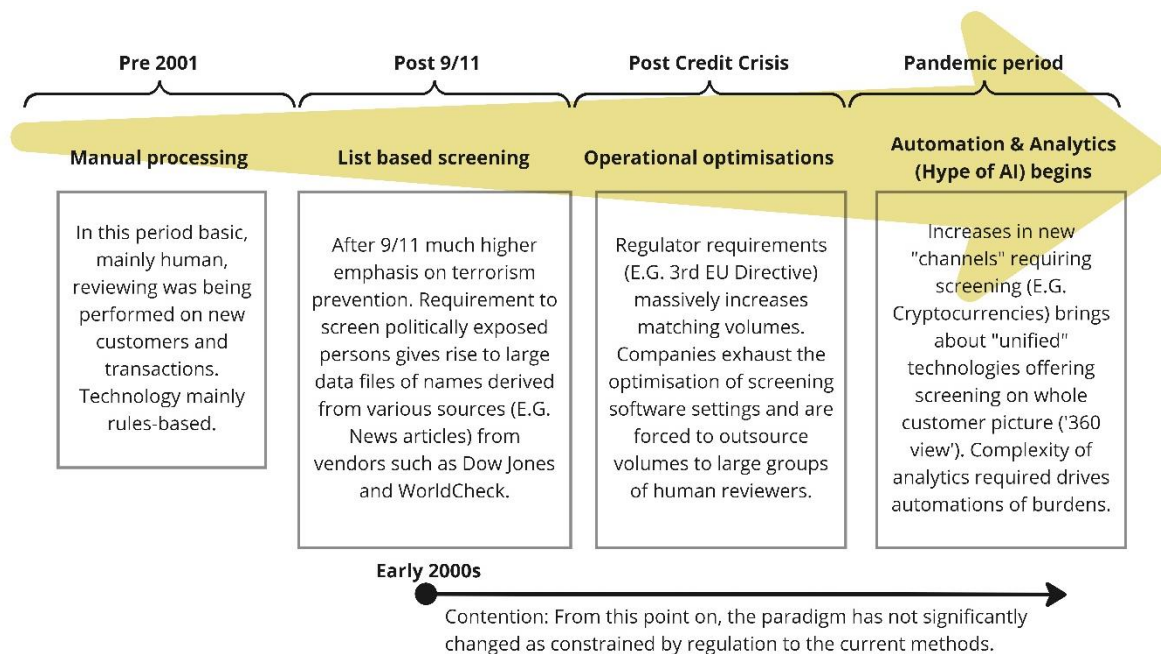 Pre 2001
Post 9/11
Post Credit Crisis
Pandemic period
Manual processing
List based screening
Operational optimisations
Automation & Analytics
(Hype of AI) begins
In this period basic,
mainly human,
reviewing was being
performed on new
customers and
transactions.
Technology mainly
rules-based.
After 9/11 much higher
emphasis on terrorism
prevention. Requirement to
screen politically exposed
persons gives rise to large
data files of names derived
from various sources (E.G.
News articles) from
vendors such as Dow Jones
and WorldCheck.
Regulator requirements
(E.G. 3rd EU Directive)
massively increases
matching volumes.
Companies exhaust the
optimisation of screening
software settings and are
forced to outsource
volumes to large groups
of human reviewers.
Increases in new
"channels" requiring
screening (E.G.
Cryptocurrencies) brings
about "unified"
technologies offering
screening on whole
customer picture ('360
view'). Complexity of
analytics required drives
automations of burdens.
Early 2000s
Contention: From this point on, the paradigm has not significantly
changed as constrained by regulation to the current methods.